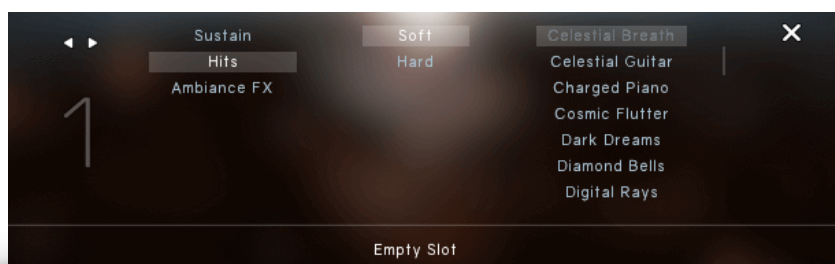 Sustain
Soft
Celestial Breath
Hits
Hard
Celestial Guitar
Ambiance FX
Charged Piano
1
Cosmic Flutter
Dark Dreams
Diamond Bells
Digital Rays
Empty Slot